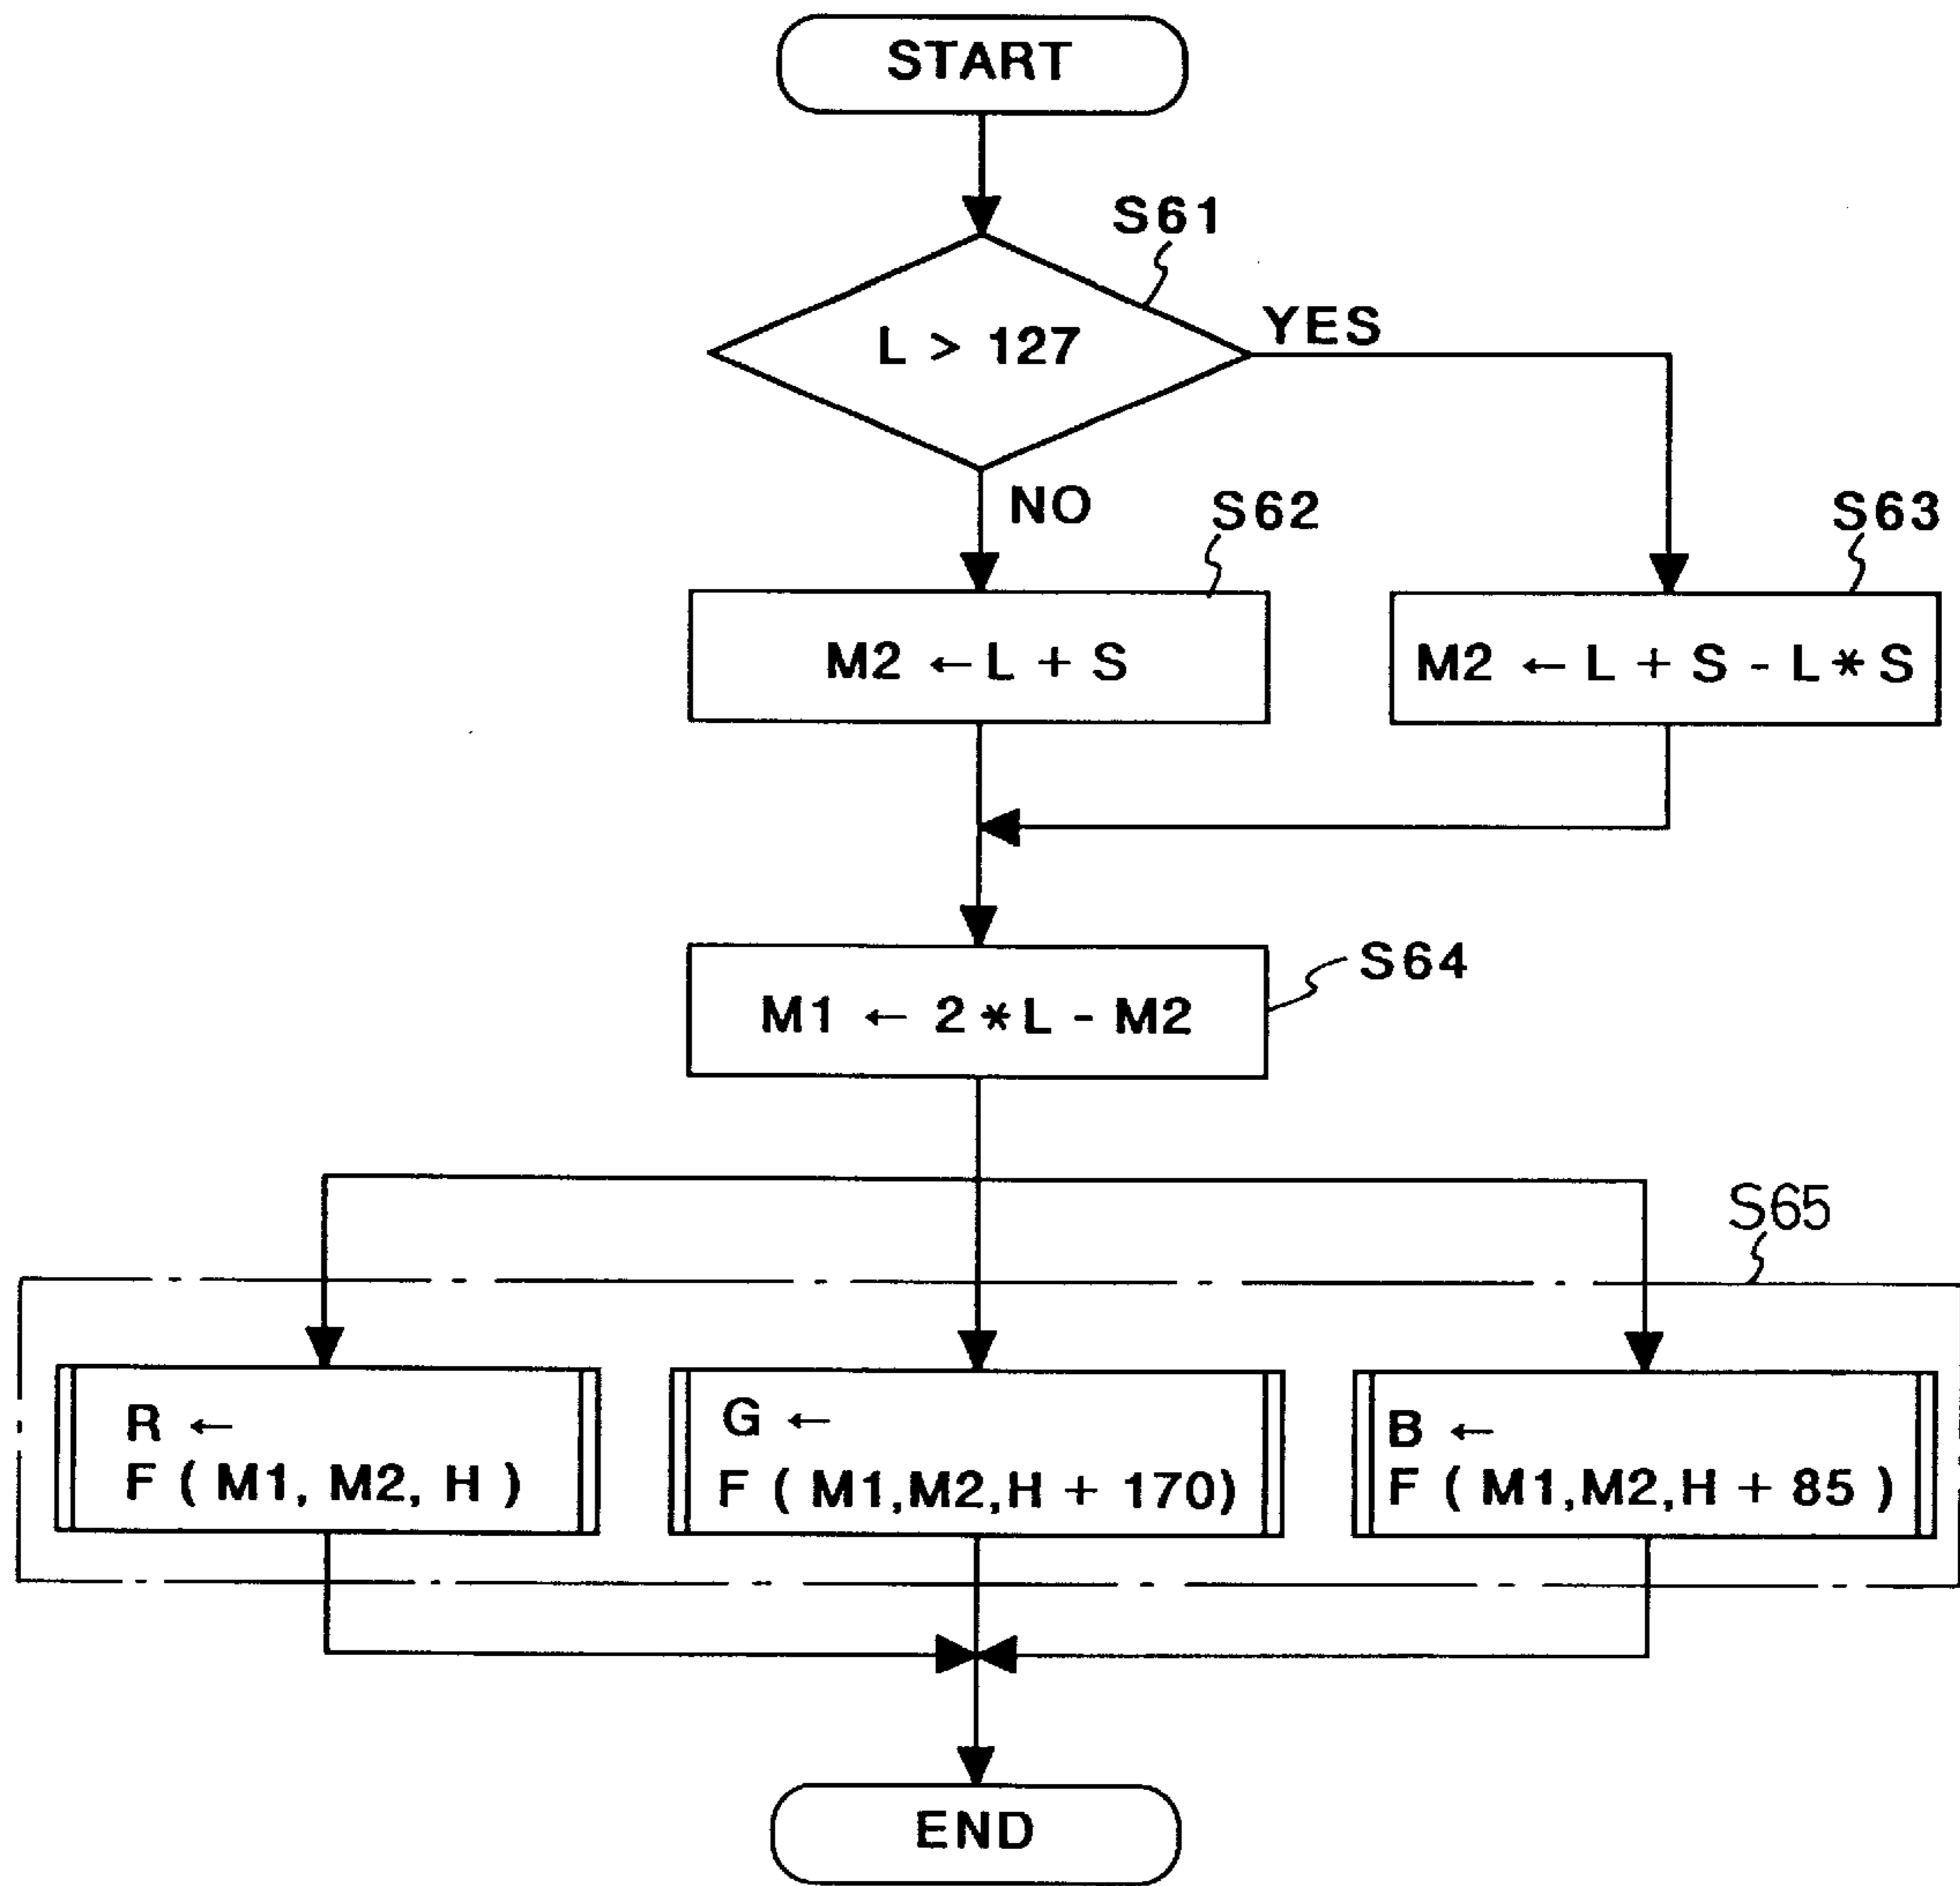 START
S61
L > 127
YES
NO
S62
S63
M2 ← L + S
M2 ← L + S - L * S
S64
M1 ← 2 * L - M2
S65
R ←
F ( M1, M2, H )
G ←
F ( M1,M2,H + 170)
B ←
F ( M1,M2,H + 85 )
END